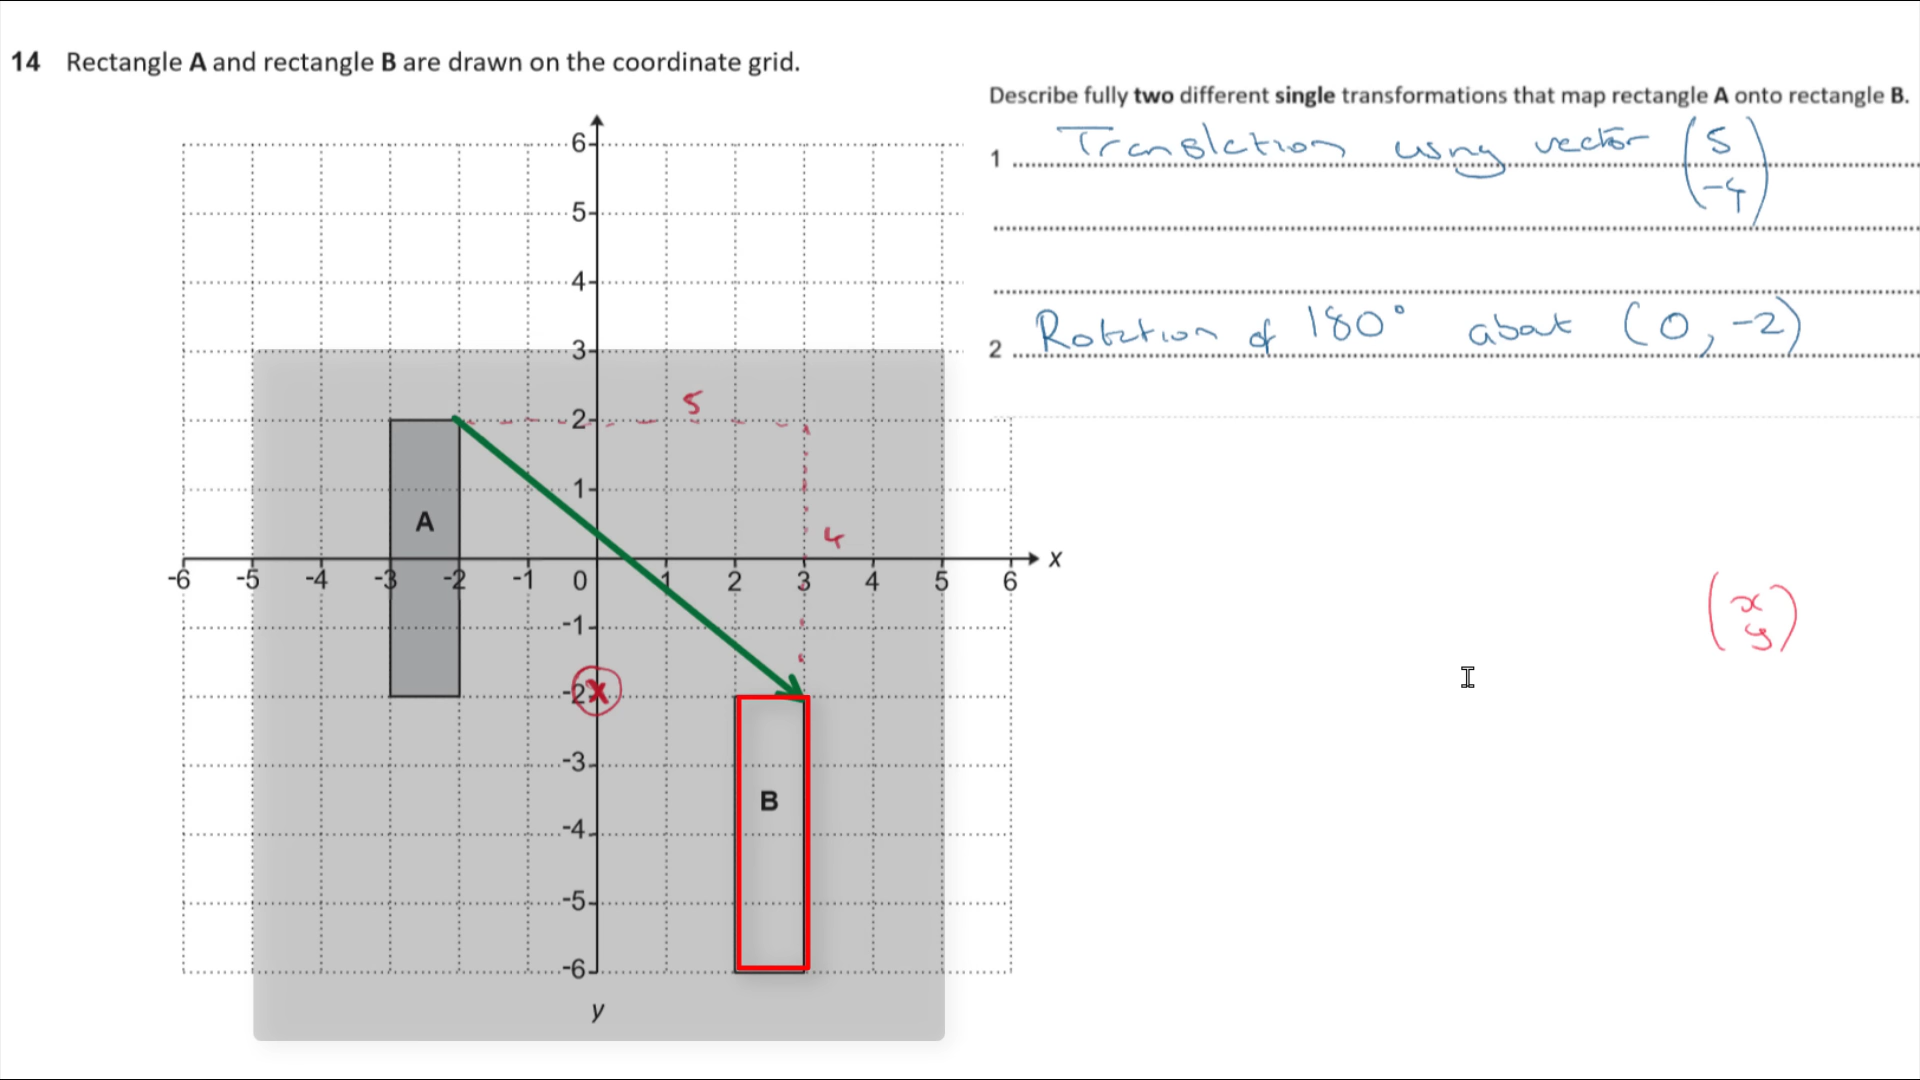 14 Rectangle A and rectangle B are drawn on the coordinate grid.
Describe fully two different single transformations that map rectangle A onto rectangle B.
1 Translation using vector (5
-4)
2 Rotation of 180° about (0, -2)
6
5
4
3
2
1
5
4
A
-6 -5 -4 -3 -2 -1 0 1 2 3 4 5 6 x
-1
-2 x
-3
-4
-5
-6
B
y
(x
y)